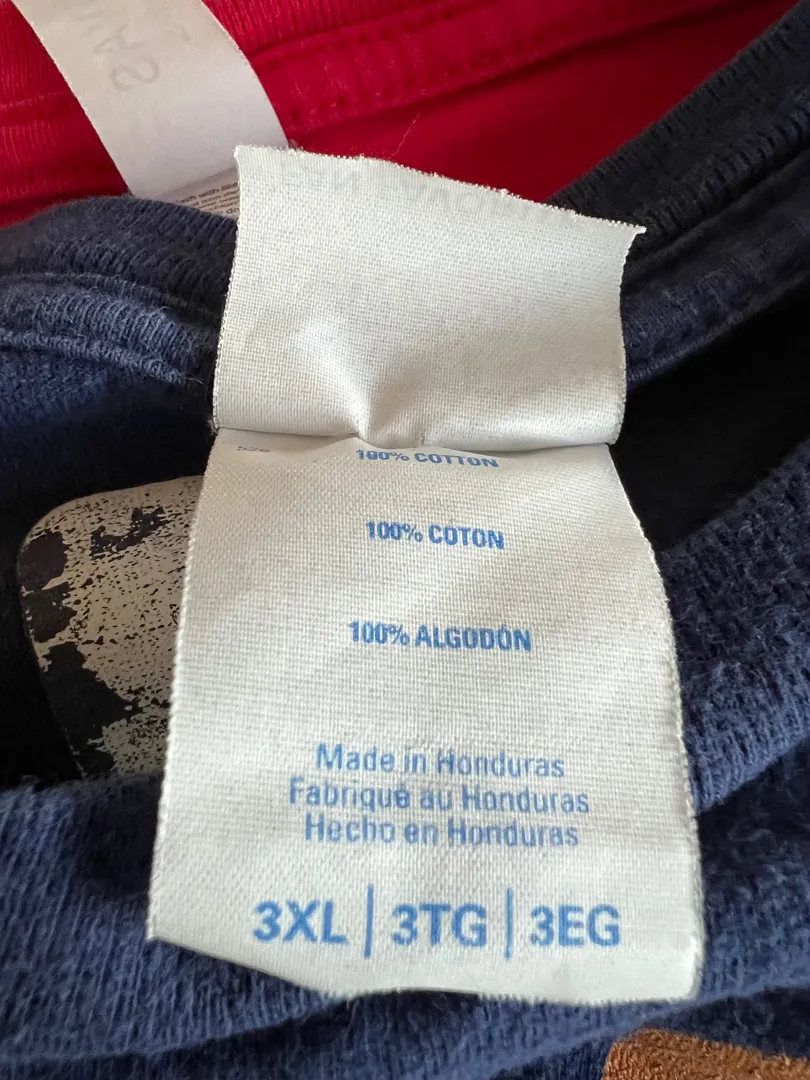 100% COTTON
100% COTON
100% ALGODÓN
Made in Honduras
Fabriqué au Honduras
Hecho en Honduras
3XL | 3TG | 3EG